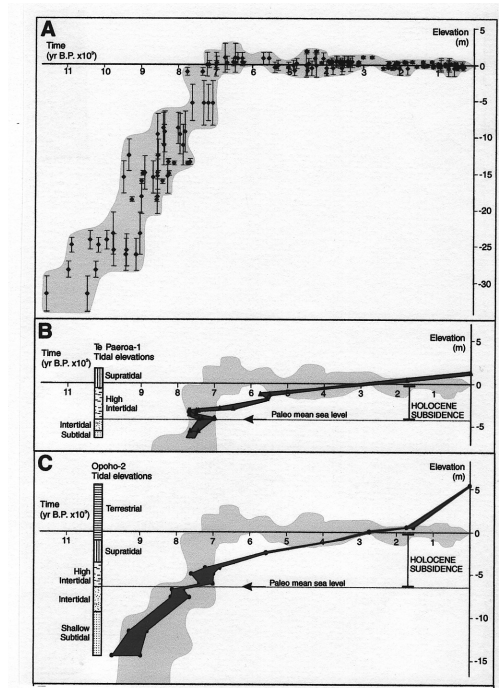 A
Elevation
(m)
Time
(yr B.P. x10³)
11 10 9 8 7 6 5 4 3 2 1
5
0
-5
-10
-15
-20
-25
-30
B
Te Paeroa-1
Tidal elevations
Elevation
(m)
Time
(yr B.P. x10³)
Supratidal
High
Intertidal
Intertidal
Subtidal
11 9 8 7 6 5 4 3 2 1
5
0
-5
Paleo mean sea level
HOLOCENE
SUBSIDENCE
C
Opoho-2
Tidal elevations
Elevation
(m)
Time
(yr B.P. x10³)
Terrestrial
Supratidal
High
Intertidal
Intertidal
Shallow
Subtidal
11 9 8 7 6 5 4 3 2 1
5
0
-5
-10
-15
Paleo mean sea level
HOLOCENE
SUBSIDENCE